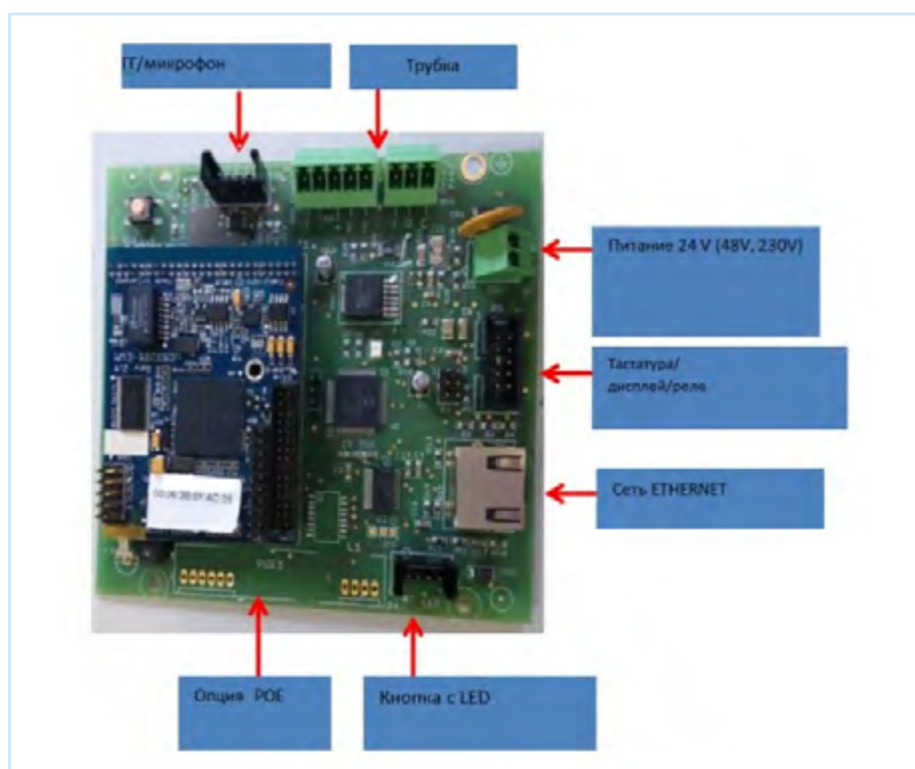 ГГ/микрофон
Трубка
Питание 24 V (48V, 230V)
Тастатура/
дисплей/реле
Сеть ETHERNET
Опция POE
Кнопка с LED